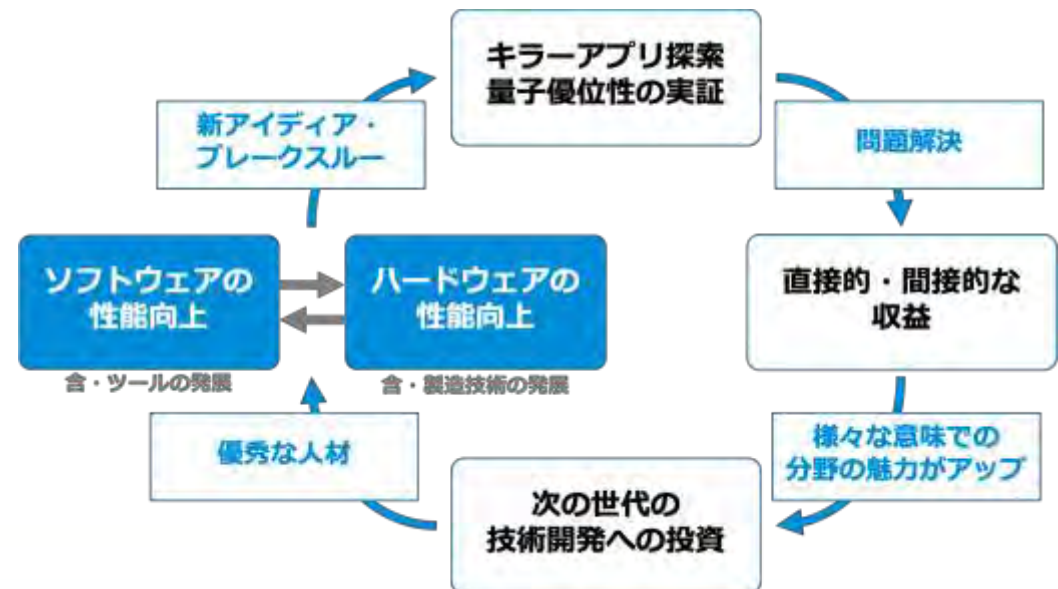 キラーアプリ探索
量子優位性の実証
新アイディア・
ブレークスルー
問題解決
ソフトウェアの
性能向上
ハードウェアの
性能向上
直接的・間接的な
収益
含・ツールの発展
含・製造技術の発展
優秀な人材
様々な意味での
分野の魅力がアップ
次の世代の
技術開発への投資